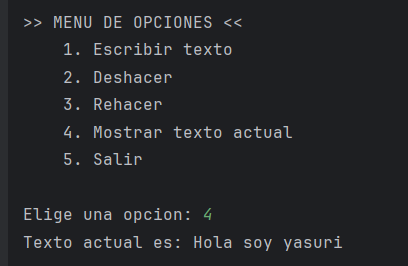 >> MENU DE OPCIONES <<
1. Escribir texto
2. Deshacer
3. Rehacer
4. Mostrar texto actual
5. Salir
Elige una opcion: 4
Texto actual es: Hola soy yasuri